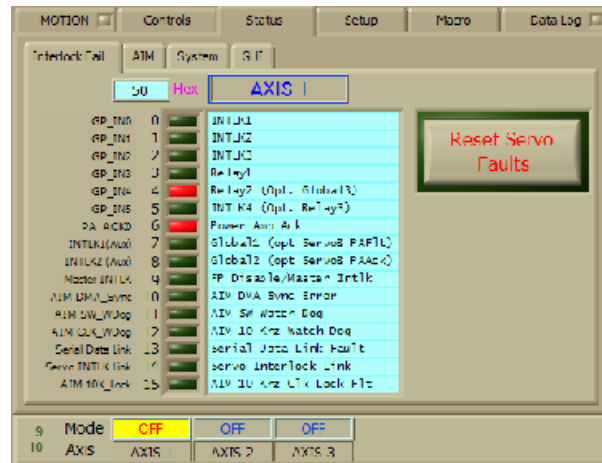 MOTION Controls Status Setup Macro Data Log
Interlock Fail AIM System GUI
50 Hex AXIS 1
GP_IN0 0 INTLK1
GP_IN1 1 INTLK2
GP_IN2 2 INTLK3
GP_IN3 3 Relay1
GP_IN4 4 Relay2 (Opt. Global3)
GP_IN5 5 INTLK4 (Opt. Relay3)
PA_ACK0 6 Power Amp Ack
INTLK1(Aux) 7 Global1 (opt ServoB PAFlt)
INTLK2 (Aux) 8 Global2 (opt ServoB PAAck)
Master INTLK 9 FP Disable/Master Intlk
AIM DMA_Sync 10 AIM DMA Sync Error
AIM SW_WDog 11 AIM SW Watch Dog
AIM CLK_WDog 12 AIM 10 KHz Watch Dog
Serial Data Link 13 Serial Data Link Fault
Servo INTLK Link 14 Servo Interlock Link
AIM 10K_Lock 15 AIM 10 KHz Clk Lock Flt
Reset Servo
Faults
9 Mode OFF OFF OFF
10 Axis AXIS 1 AXIS 2 AXIS 3